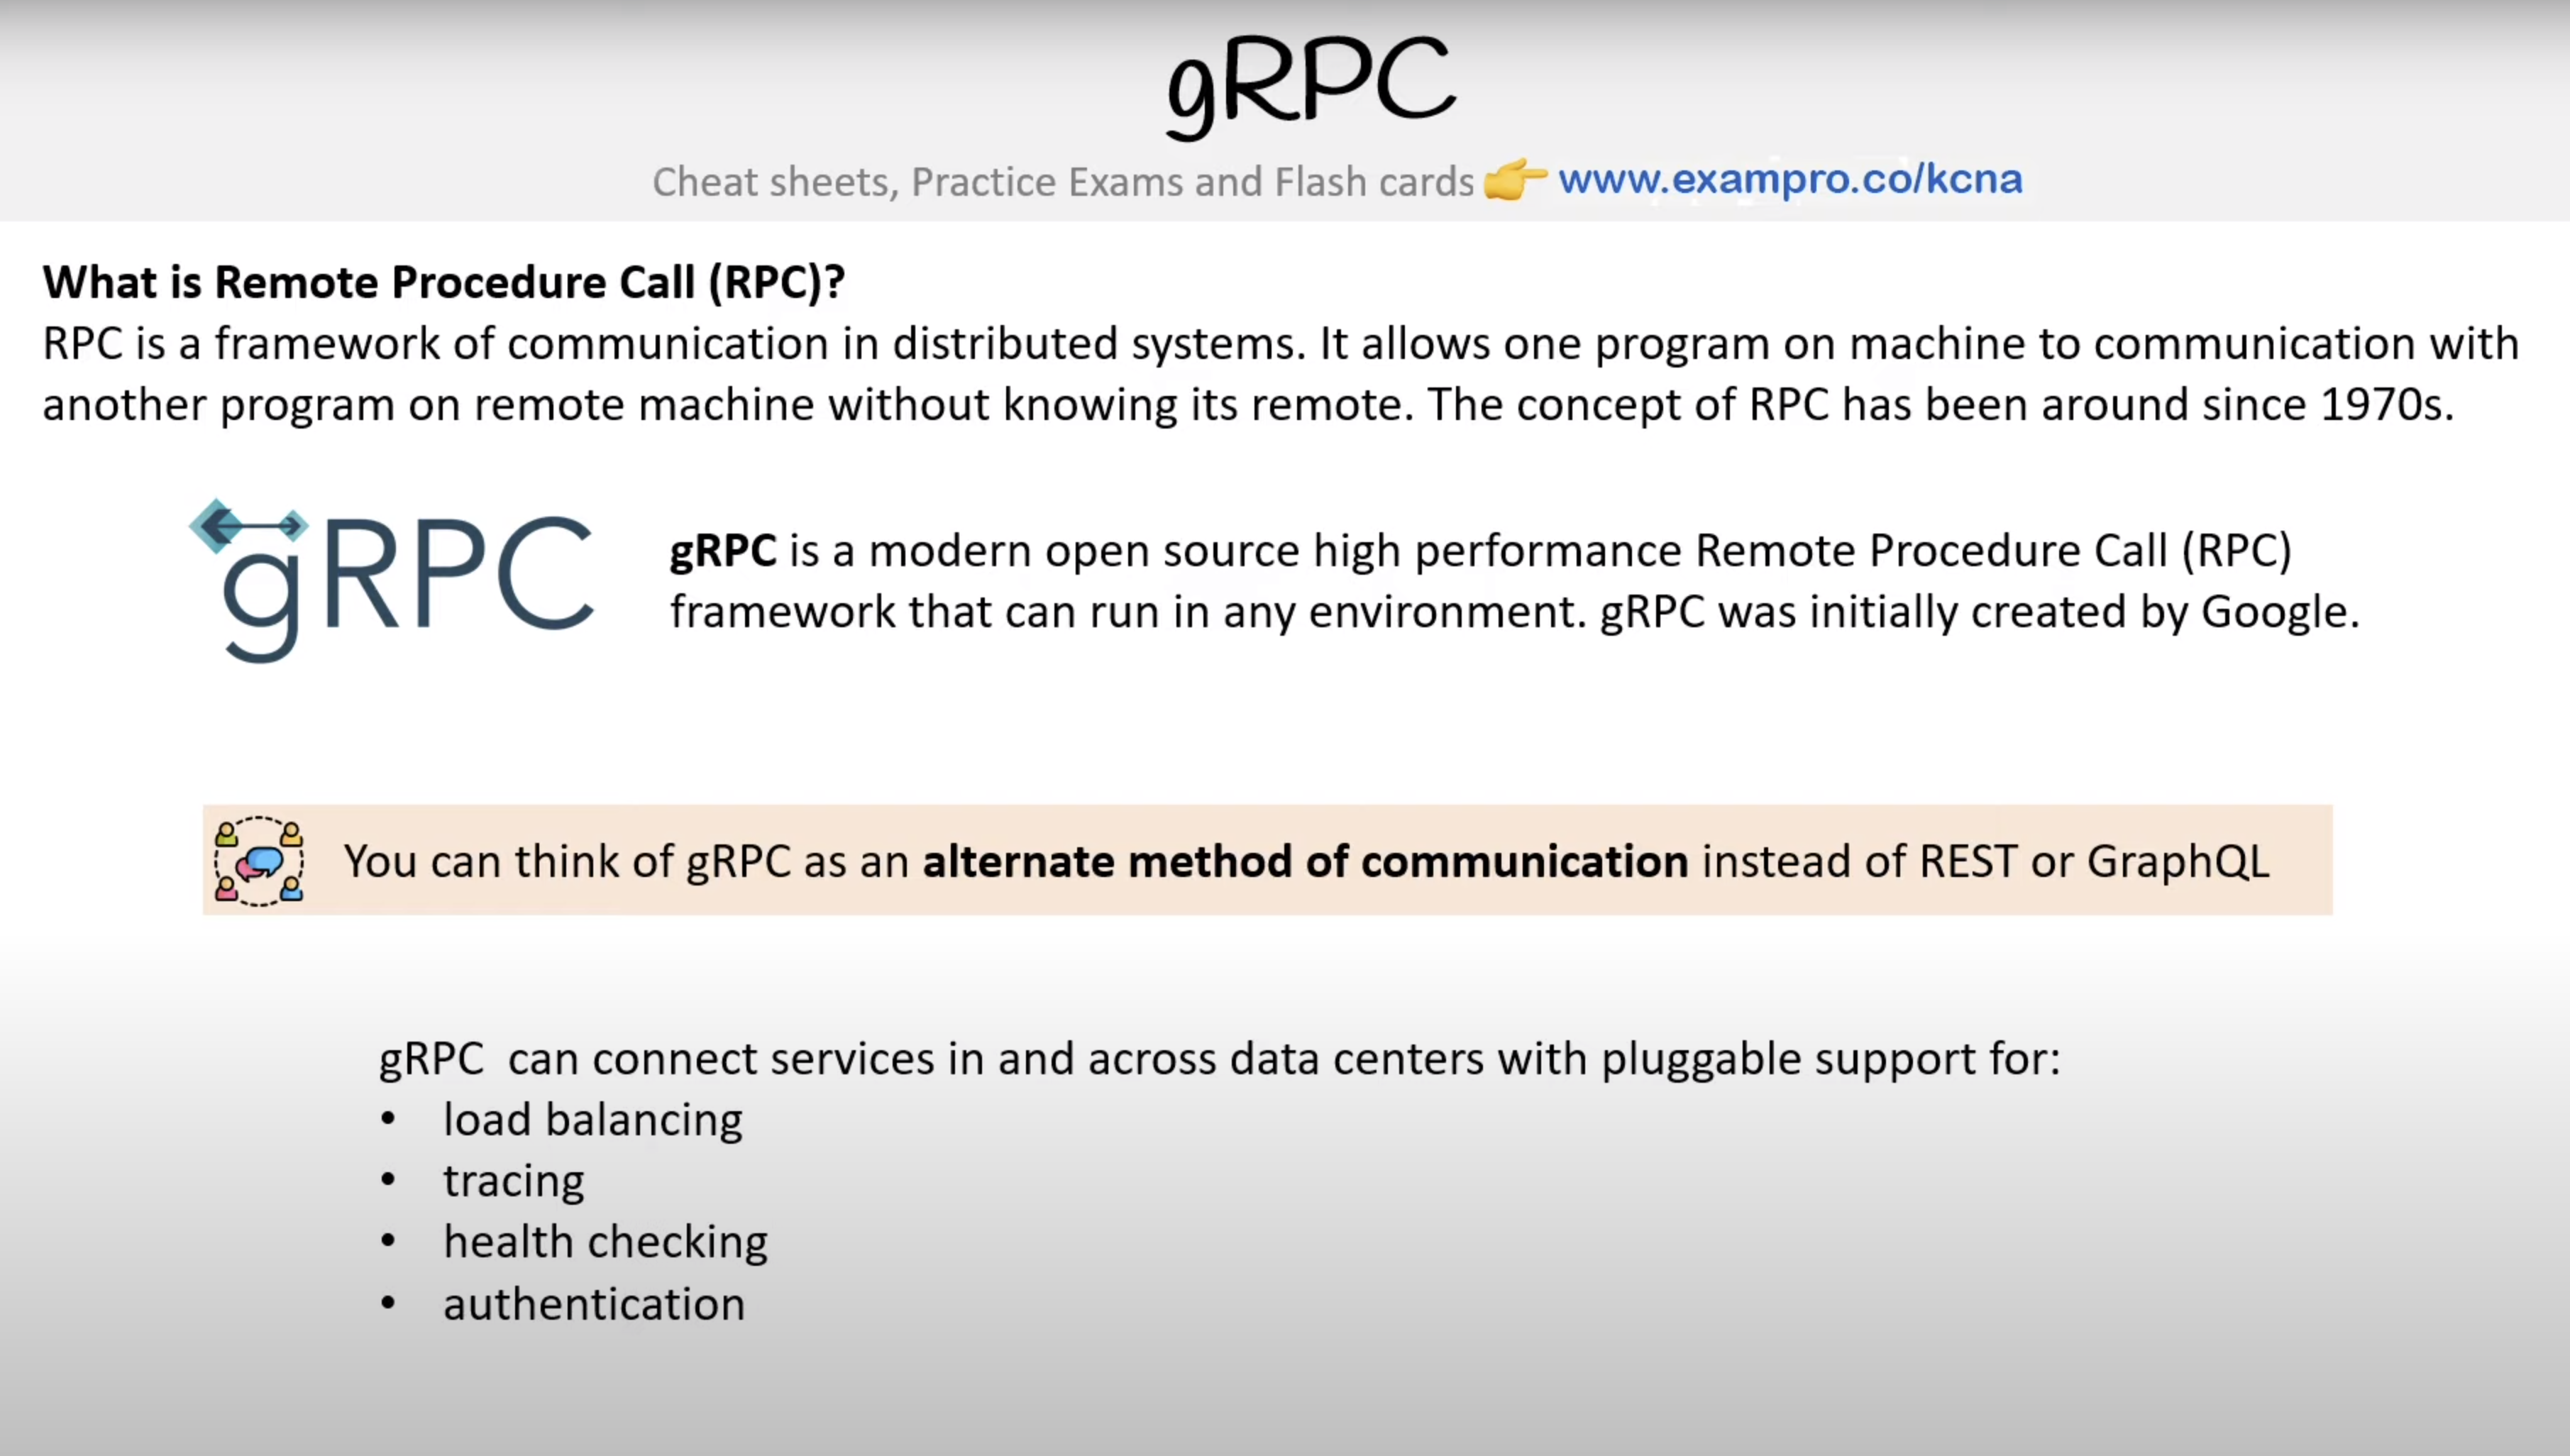 gRPC
Cheat sheets, Practice Exams and Flash cards 👉 www.exampro.co/kcna
What is Remote Procedure Call (RPC)?
RPC is a framework of communication in distributed systems. It allows one program on machine to communication with
another program on remote machine without knowing its remote. The concept of RPC has been around since 1970s.
gRPC
gRPC is a modern open source high performance Remote Procedure Call (RPC)
framework that can run in any environment. gRPC was initially created by Google.
You can think of gRPC as an alternate method of communication instead of REST or GraphQL
gRPC can connect services in and across data centers with pluggable support for:
• load balancing
• tracing
• health checking
• authentication